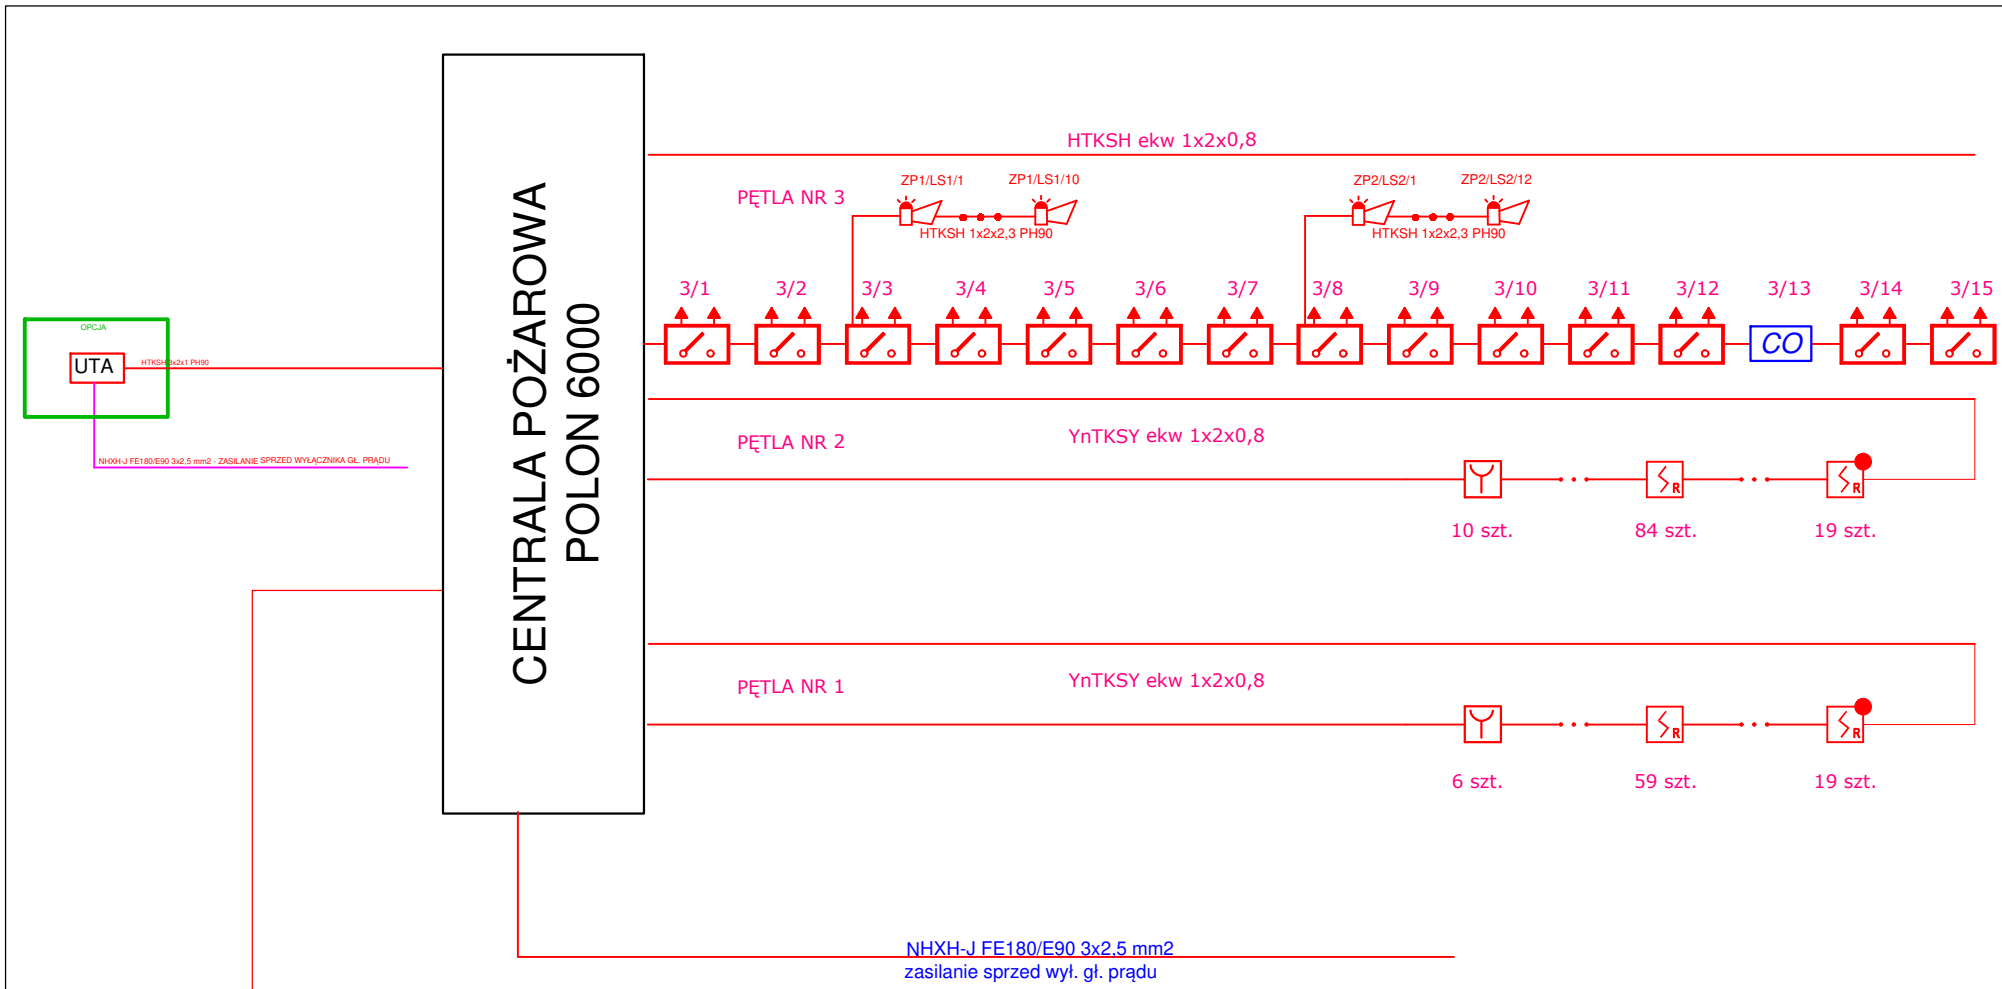 HTKSH ekw 1x2x0,8
PĘTLA NR 3
ZP1/LS1/1
ZP1/LS1/10
HTKSH 1x2x2,3 PH90
ZP2/LS2/1
ZP2/LS2/12
HTKSH 1x2x2,3 PH90
3/1
3/2
3/3
3/4
3/5
3/6
3/7
3/8
3/9
3/10
3/11
3/12
3/13
3/14
3/15
CO
CENTRALA POŻAROWA
POLON 6000
OPCJA
UTA
HTKSH 3x2x1 PH90
NHXH-J FE180/E90 3x2,5 mm2 - ZASILANIE SPRZED WYŁĄCZNIKA GŁ. PRĄDU
PĘTLA NR 2
YnTKSY ekw 1x2x0,8
R
R
10 szt.
84 szt.
19 szt.
PĘTLA NR 1
YnTKSY ekw 1x2x0,8
R
R
6 szt.
59 szt.
19 szt.
NHXH-J FE180/E90 3x2,5 mm2
zasilanie sprzed wył. gł. prądu